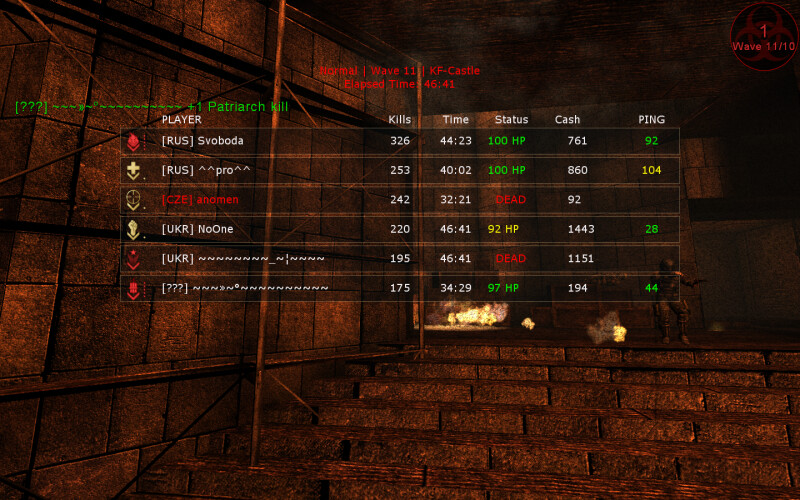 1
Wave 11/10
Normal | Wave 11 | KF-Castle
Elapsed Time: 46:41
[???] ~~~»~°~~~~~~~~~~ +1 Patriarch kill
PLAYER Kills Time Status Cash PING
[RUS] Svoboda 326 44:23 100 HP 761 92
[RUS] ^^pro^^ 253 40:02 100 HP 860 104
[CZE] anomen 242 32:21 DEAD 92
[UKR] NoOne 220 46:41 92 HP 1443 28
[UKR] ~~~~~~~~_~¦~~~~ 195 46:41 DEAD 1151
[???] ~~~»~°~~~~~~~~~~ 175 34:29 97 HP 194 44